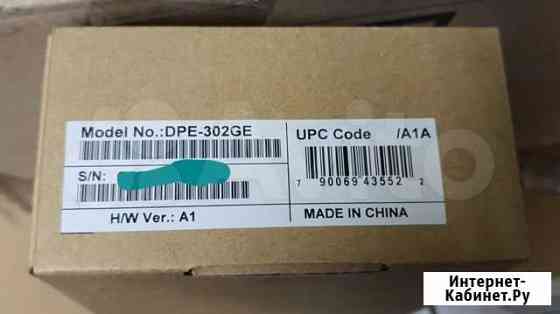 Model No.:DPE-302GE
S/N:
H/W Ver.: A1
UPC Code /A1A
7 90069 43552 2
MADE IN CHINA
Avito
Интернет-
Кабинет.Ру